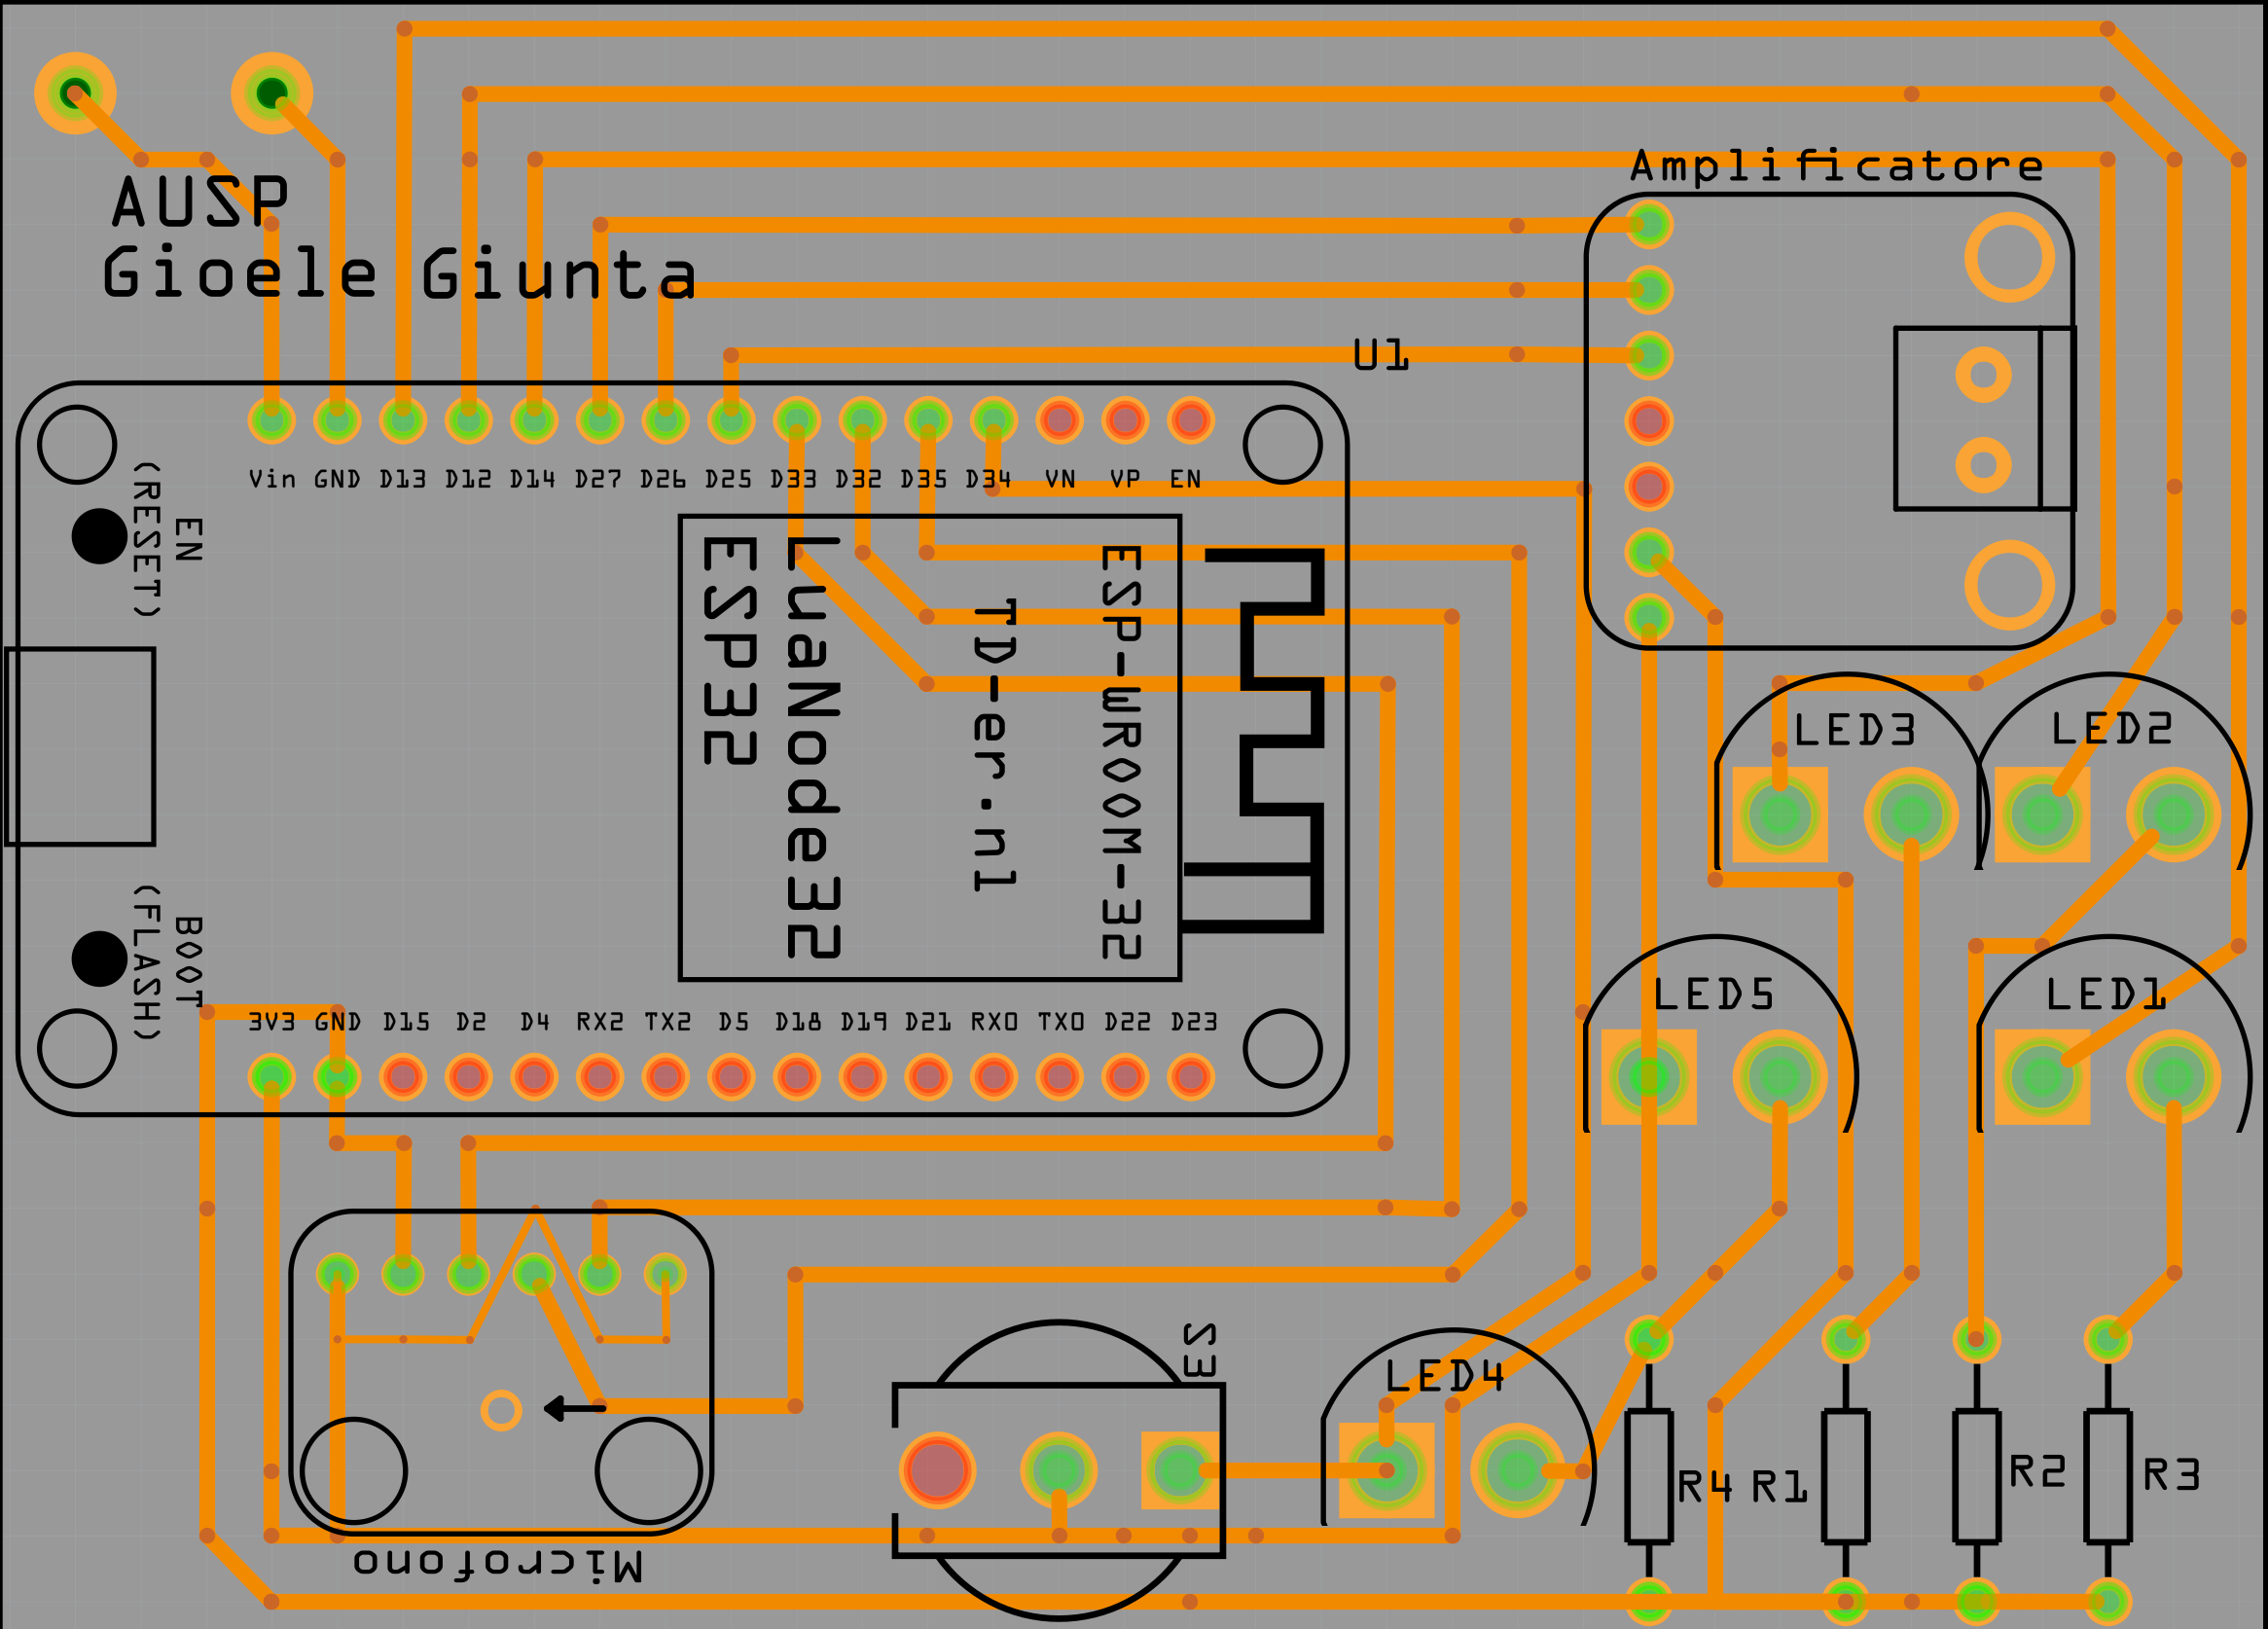 Amplificatore
AUSP
Gioele Giunta
U1
Vin GND D13 D12 D14 D27 D26 D25 D33 D32 D35 D34 VN VP EN
EN
(RESET)
ESP-WROOM-32
TD-er.nl
LuaNode32
ESP32
LED3
LED2
BOOT
(FLASH)
LED5
LED1
3V3 GND D15 D2 D4 RX2 TX2 D5 D18 D19 D21 RX0 TX0 D22 D23
S3
LED4
R4
R1
R2
R3
Microfono